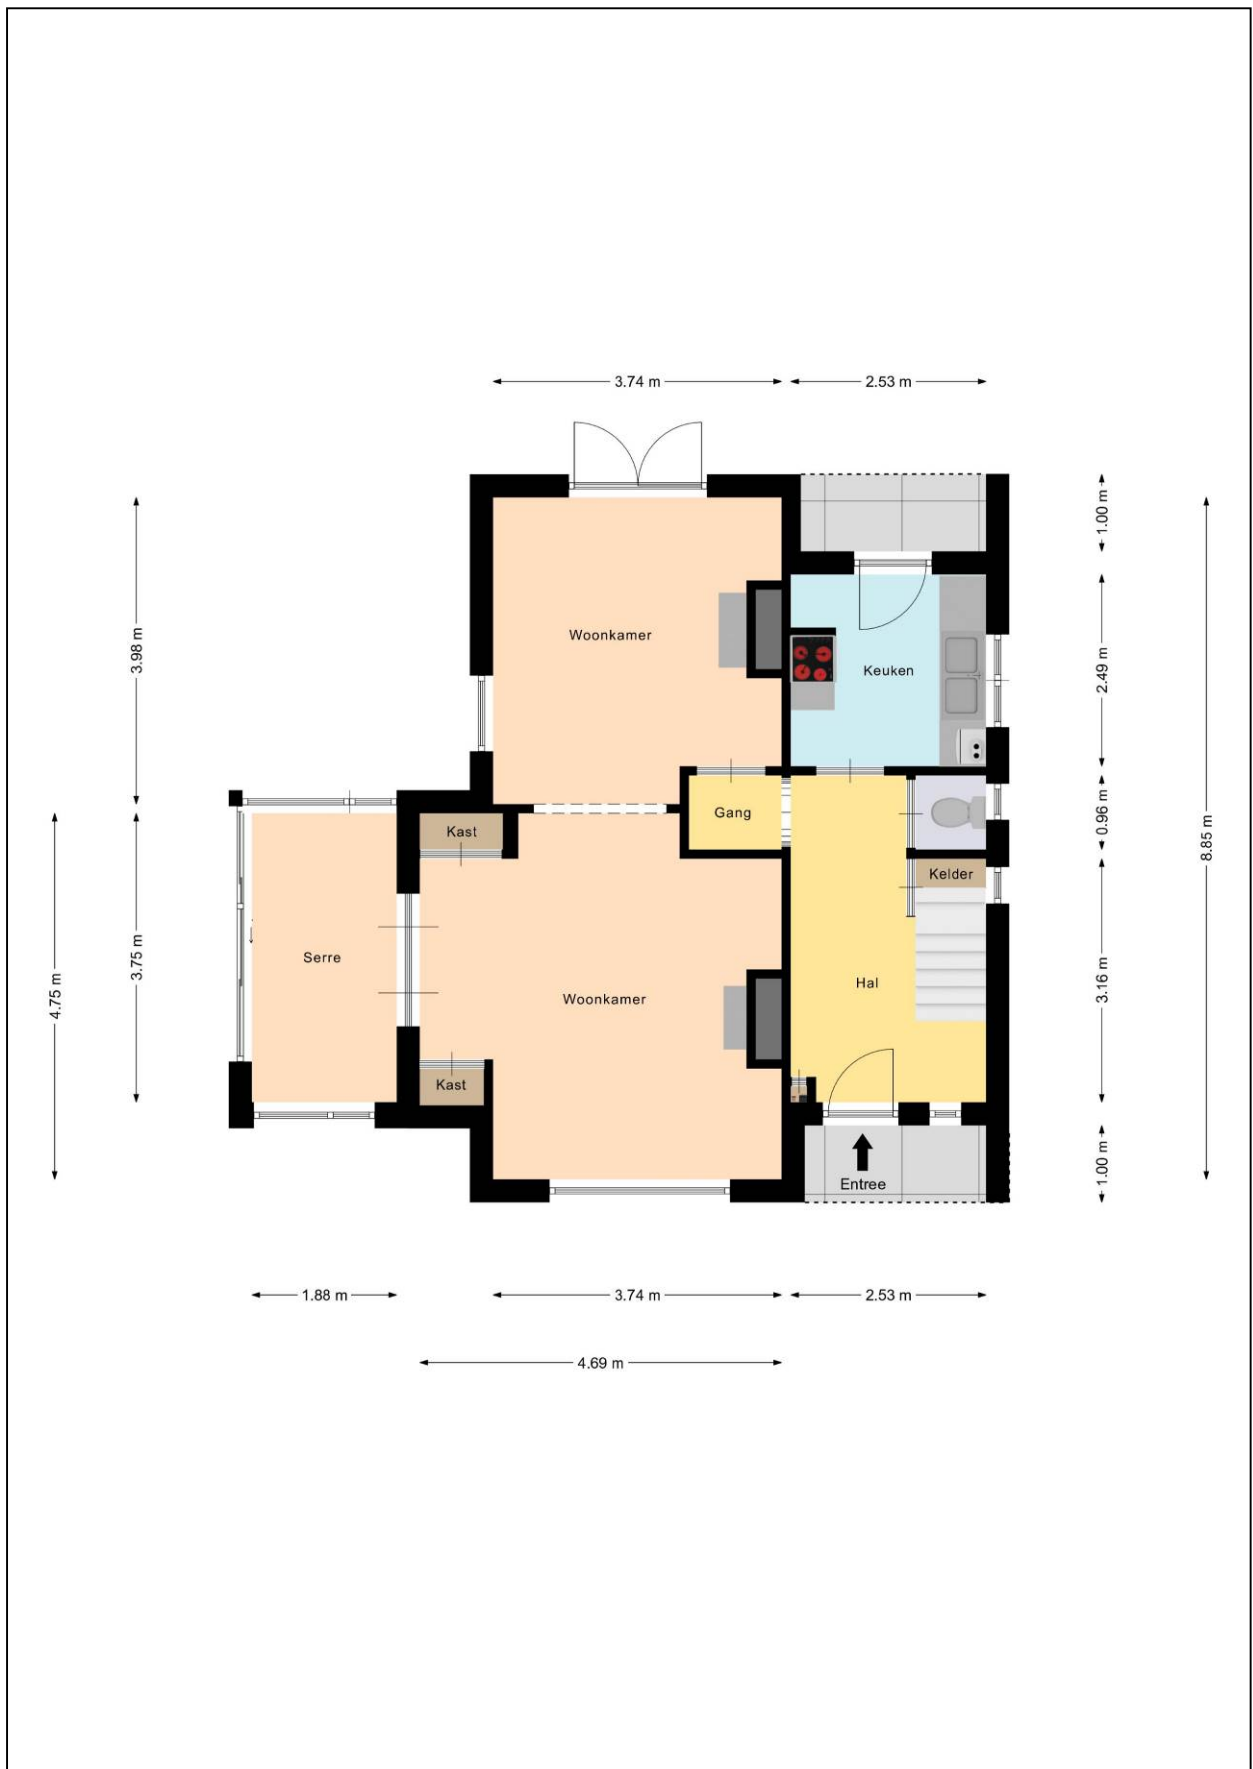 3.74 m
2.53 m
1.00 m
3.98 m
Woonkamer
Keuken
2.49 m
Gang
Kast
0.96 m
8.85 m
Kelder
Serre
3.75 m
4.75 m
Woonkamer
Hal
3.16 m
Kast
Entree
1.00 m
1.88 m
3.74 m
2.53 m
4.69 m